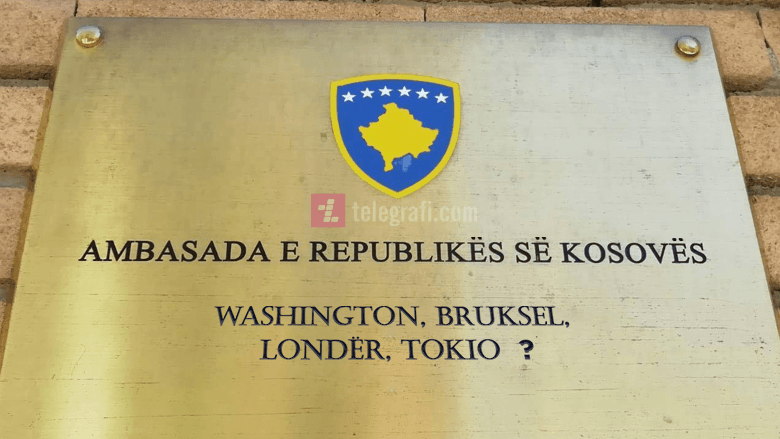 telegrafi.com
AMBASADA E REPUBLIKËS SË KOSOVËS
WASHINGTON, BRUKSEL,
LONDËR, TOKIO ?